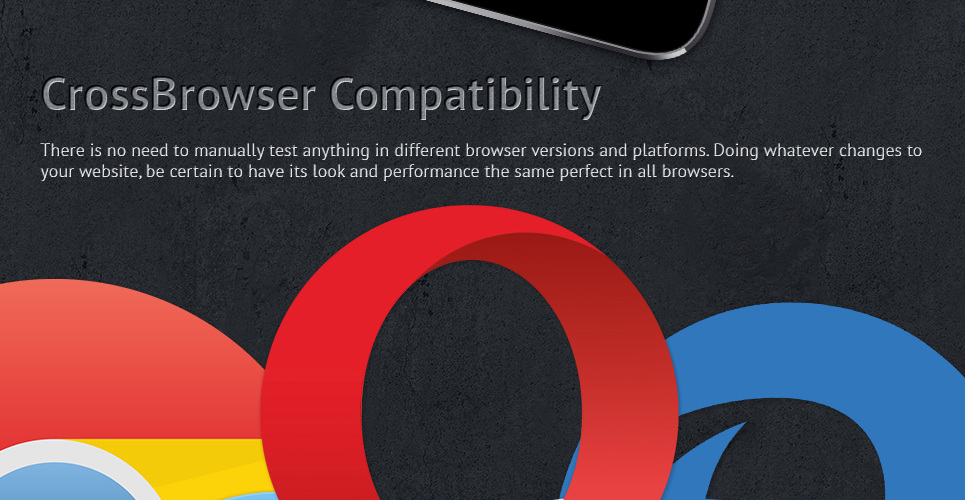 CrossBrowser Compatibility
There is no need to manually test anything in different browser versions and platforms. Doing whatever changes to
your website, be certain to have its look and performance the same perfect in all browsers.